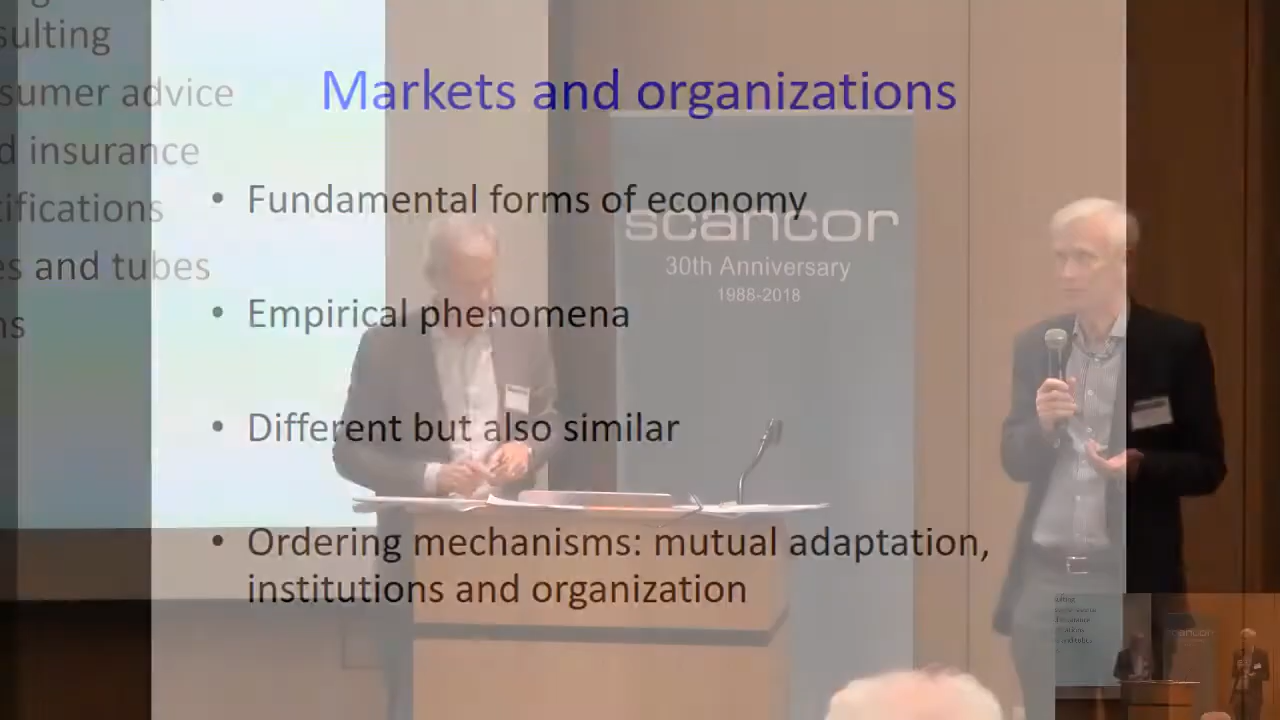 sulting
sumer advice
d insurance
tifications
es and tubes
ns
Markets and organizations
• Fundamental forms of economy
• Empirical phenomena
• Different but also similar
• Ordering mechanisms: mutual adaptation,
institutions and organization
scancor
30th Anniversary
1988-2018